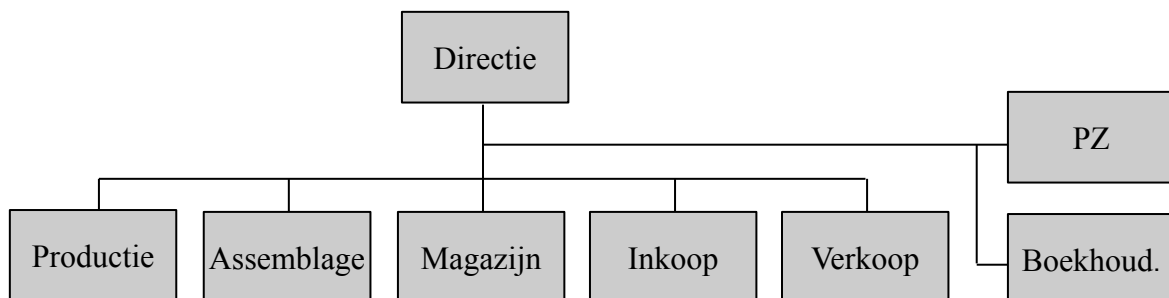 Directie
PZ
Productie
Assemblage
Magazijn
Inkoop
Verkoop
Boekhoud.